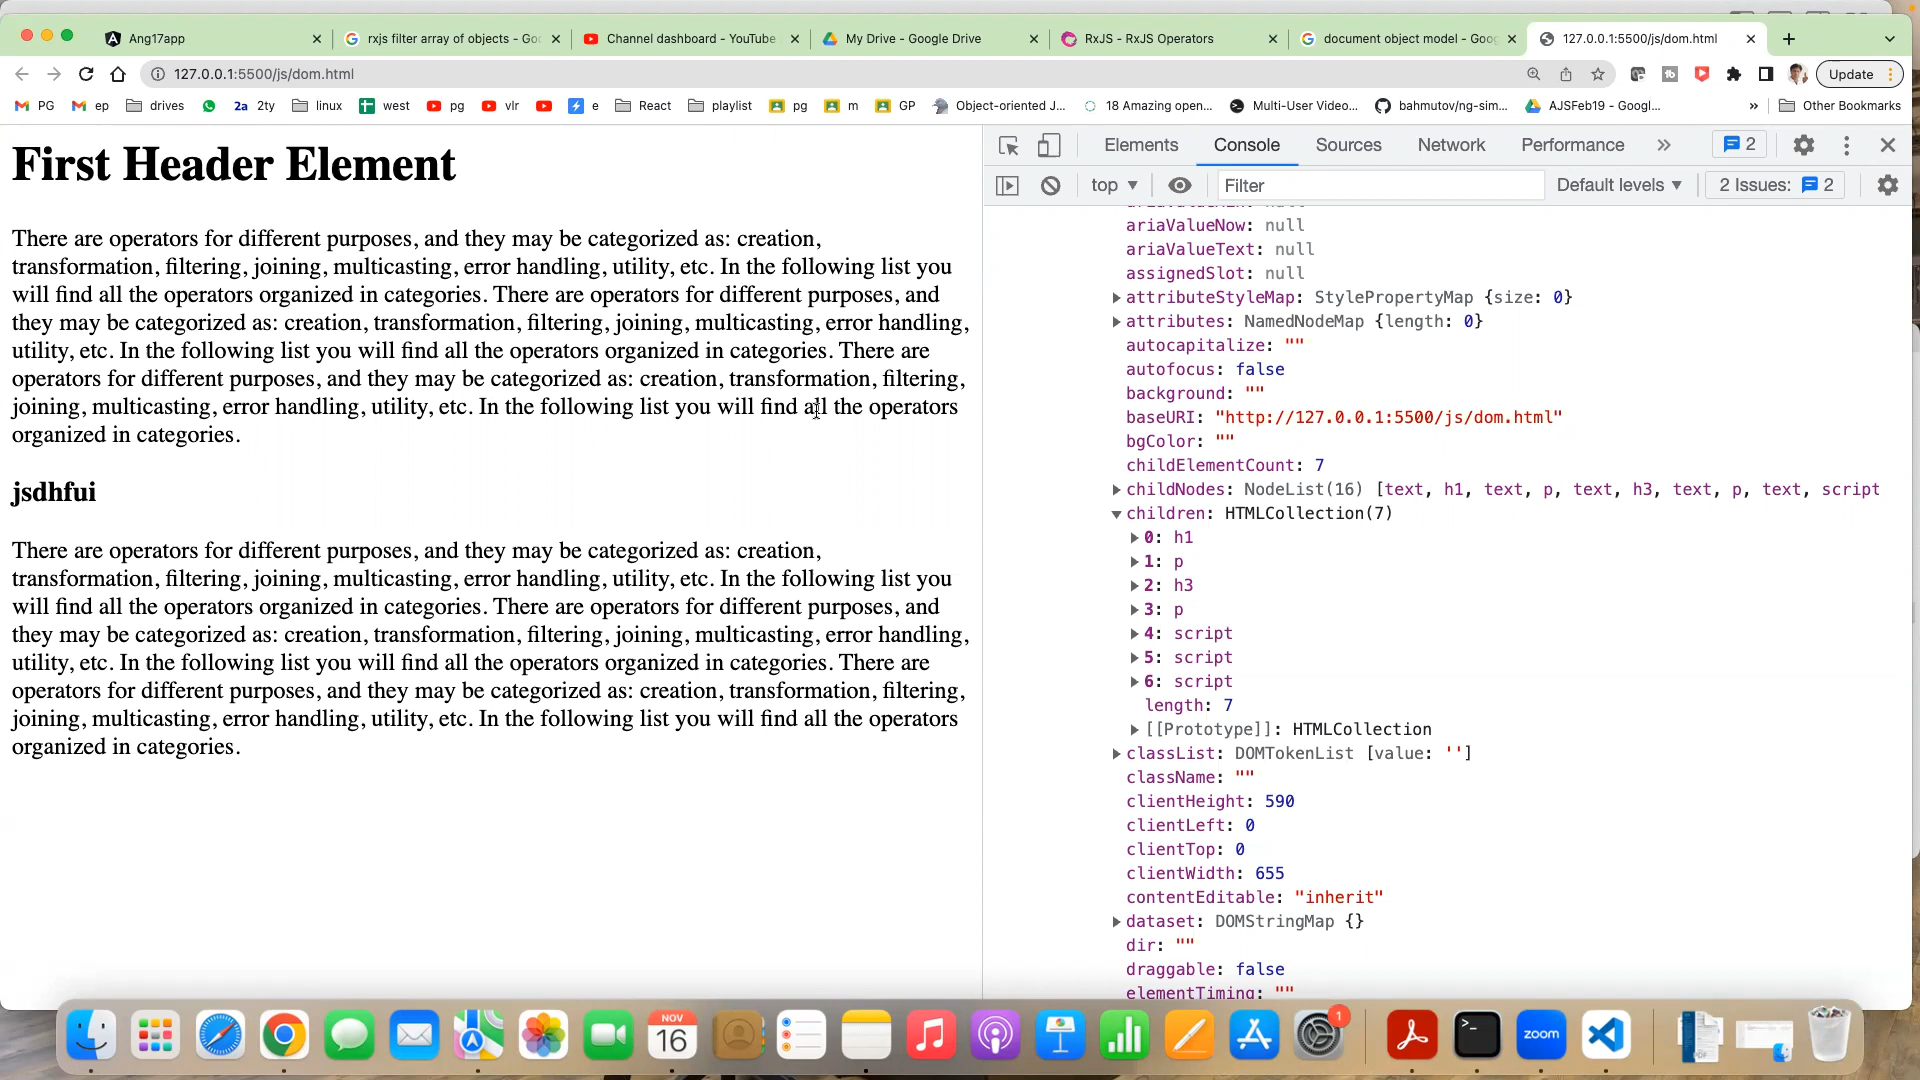 Ang17app
rxjs filter array of objects - Goo
Channel dashboard - YouTube
My Drive - Google Drive
RxJS - RxJS Operators
document object model - Goog
127.0.0.1:5500/js/dom.html
127.0.0.1:5500/js/dom.html
Update
PG
ep
drives
2a 2ty
linux
west
pg
vlr
e
React
playlist
pg
m
GP
Object-oriented J...
18 Amazing open...
Multi-User Video...
bahmutov/ng-sim...
AJSFeb19 - Googl...
»
Other Bookmarks
First Header Element
There are operators for different purposes, and they may be categorized as: creation,
transformation, filtering, joining, multicasting, error handling, utility, etc. In the following list you
will find all the operators organized in categories. There are operators for different purposes, and
they may be categorized as: creation, transformation, filtering, joining, multicasting, error handling,
utility, etc. In the following list you will find all the operators organized in categories. There are
operators for different purposes, and they may be categorized as: creation, transformation, filtering,
joining, multicasting, error handling, utility, etc. In the following list you will find all the operators
organized in categories.
jsdhfui
There are operators for different purposes, and they may be categorized as: creation,
transformation, filtering, joining, multicasting, error handling, utility, etc. In the following list you
will find all the operators organized in categories. There are operators for different purposes, and
they may be categorized as: creation, transformation, filtering, joining, multicasting, error handling,
utility, etc. In the following list you will find all the operators organized in categories. There are
operators for different purposes, and they may be categorized as: creation, transformation, filtering,
joining, multicasting, error handling, utility, etc. In the following list you will find all the operators
organized in categories.
Elements
Console
Sources
Network
Performance
»
2
top
Filter
Default levels
2 Issues: 2
ariaValueNow: null
ariaValueText: null
assignedSlot: null
attributeStyleMap: StylePropertyMap {size: 0}
attributes: NamedNodeMap {length: 0}
autocapitalize: ""
autofocus: false
background: ""
baseURI: "http://127.0.0.1:5500/js/dom.html"
bgColor: ""
childElementCount: 7
childNodes: NodeList(16) [text, h1, text, p, text, h3, text, p, text, script
children: HTMLCollection(7)
0: h1
1: p
2: h3
3: p
4: script
5: script
6: script
length: 7
[[Prototype]]: HTMLCollection
classList: DOMTokenList [value: '']
className: ""
clientHeight: 590
clientLeft: 0
clientTop: 0
clientWidth: 655
contentEditable: "inherit"
dataset: DOMStringMap {}
dir: ""
draggable: false
elementTiming: ""
NOV
16
1
zoom
PDF